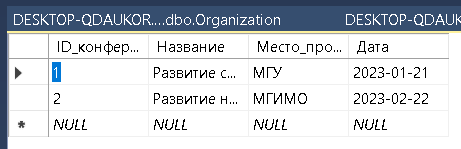 DESKTOP-QDAUKOR....dbo.Organization DESKTOP-QDAUK
ID_конфер... Название Место_про... Дата
1 Развитие с... МГУ 2023-01-21
2 Развитие н... МГИМО 2023-02-22
NULL NULL NULL NULL